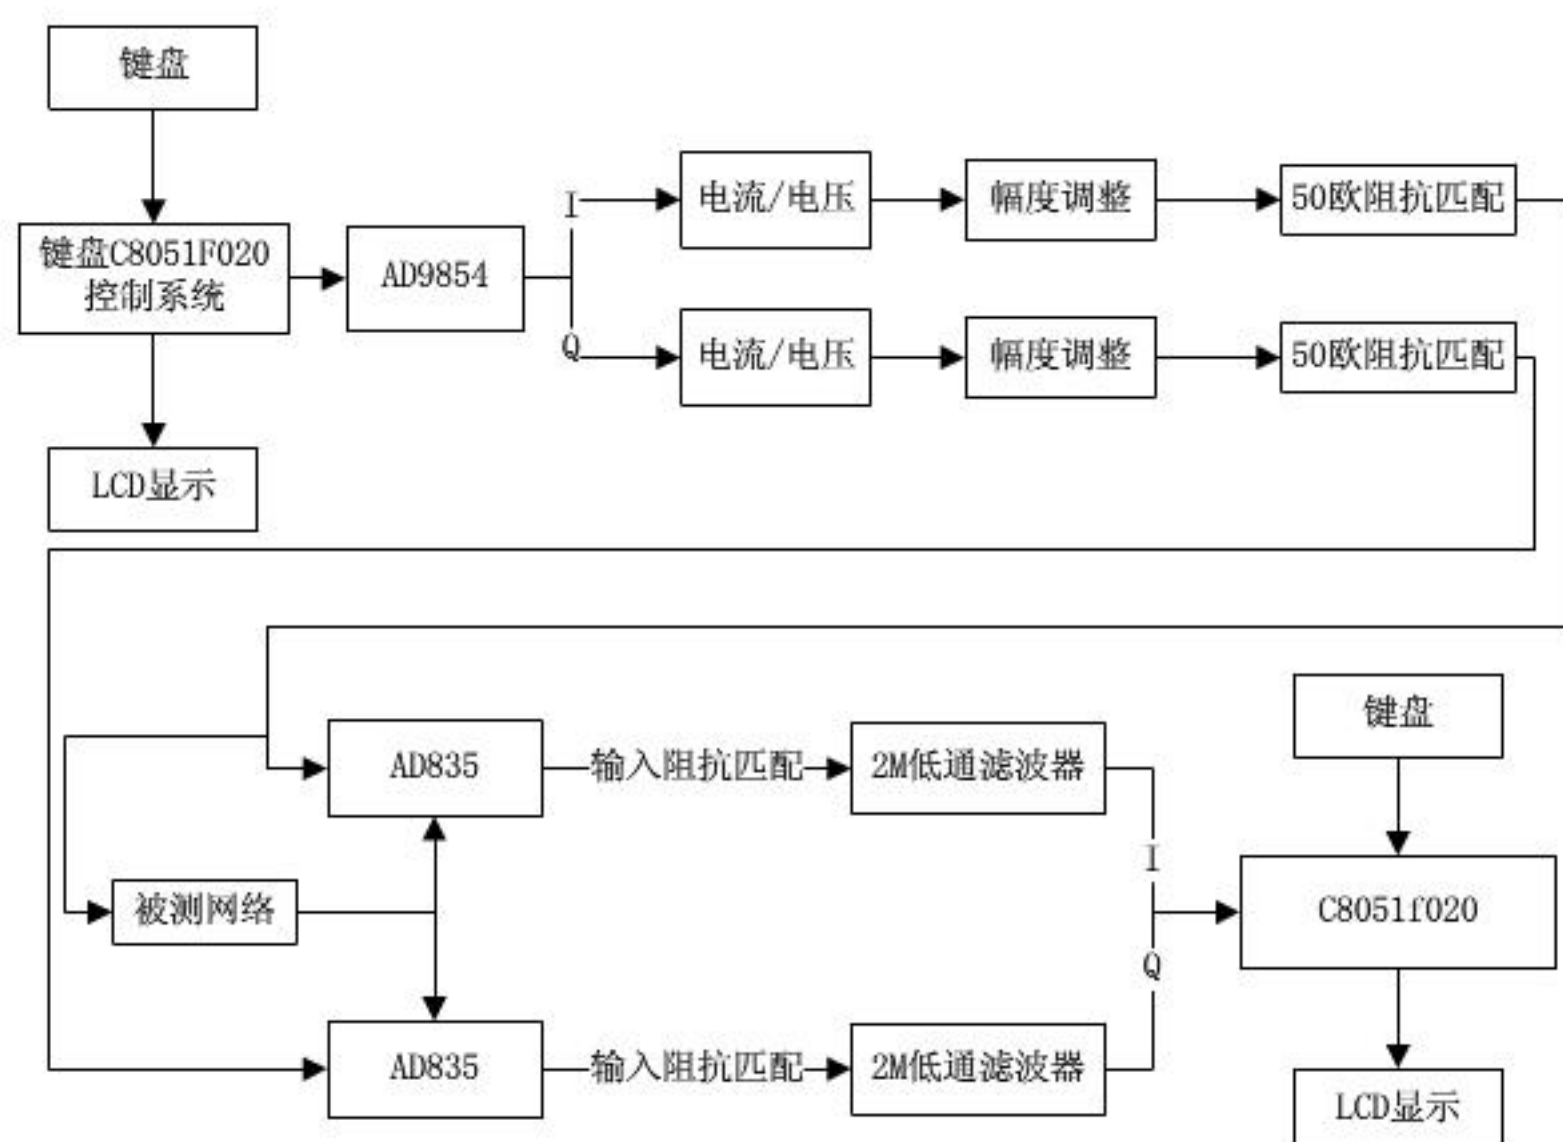 键盘
键盘C8051F020
控制系统
LCD显示
AD9854
I
电流/电压
幅度调整
50欧阻抗匹配
Q
电流/电压
幅度调整
50欧阻抗匹配
AD835
输入阻抗匹配
2M低通滤波器
键盘
被测网络
I
Q
C8051f020
AD835
输入阻抗匹配
2M低通滤波器
LCD显示